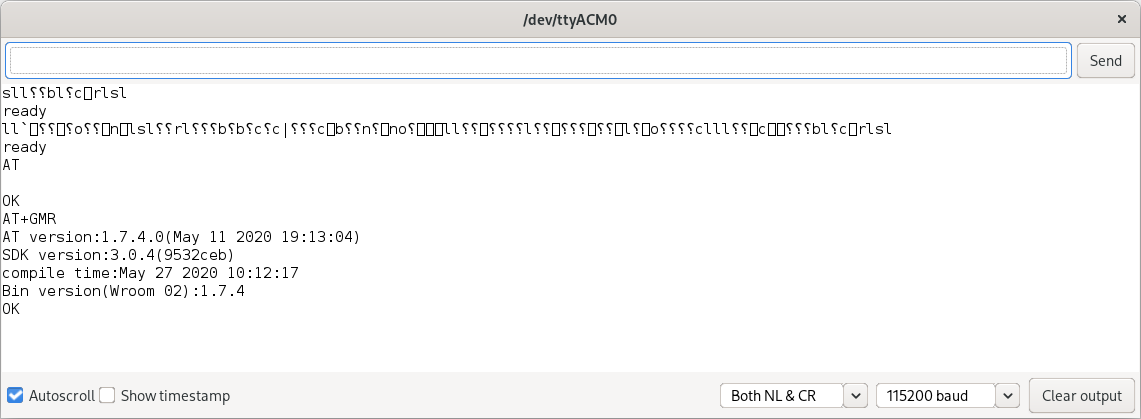 /dev/ttyACM0
Send
sll⸮⸮bl⸮c□rlsl
ready
ll`□⸮⸮□⸮o⸮⸮□n□lsl⸮⸮rl⸮⸮⸮b⸮b⸮c⸮c|⸮⸮⸮c□b⸮⸮n⸮□no⸮□□□ll⸮⸮□⸮⸮⸮⸮l⸮⸮□⸮⸮⸮□⸮⸮□l⸮□o⸮⸮⸮⸮clll⸮⸮□c□□⸮⸮⸮bl⸮c□rlsl
ready
AT
OK
AT+GMR
AT version:1.7.4.0(May 11 2020 19:13:04)
SDK version:3.0.4(9532ceb)
compile time:May 27 2020 10:12:17
Bin version(Wroom 02):1.7.4
OK
Autoscroll Show timestamp Both NL & CR 115200 baud Clear output